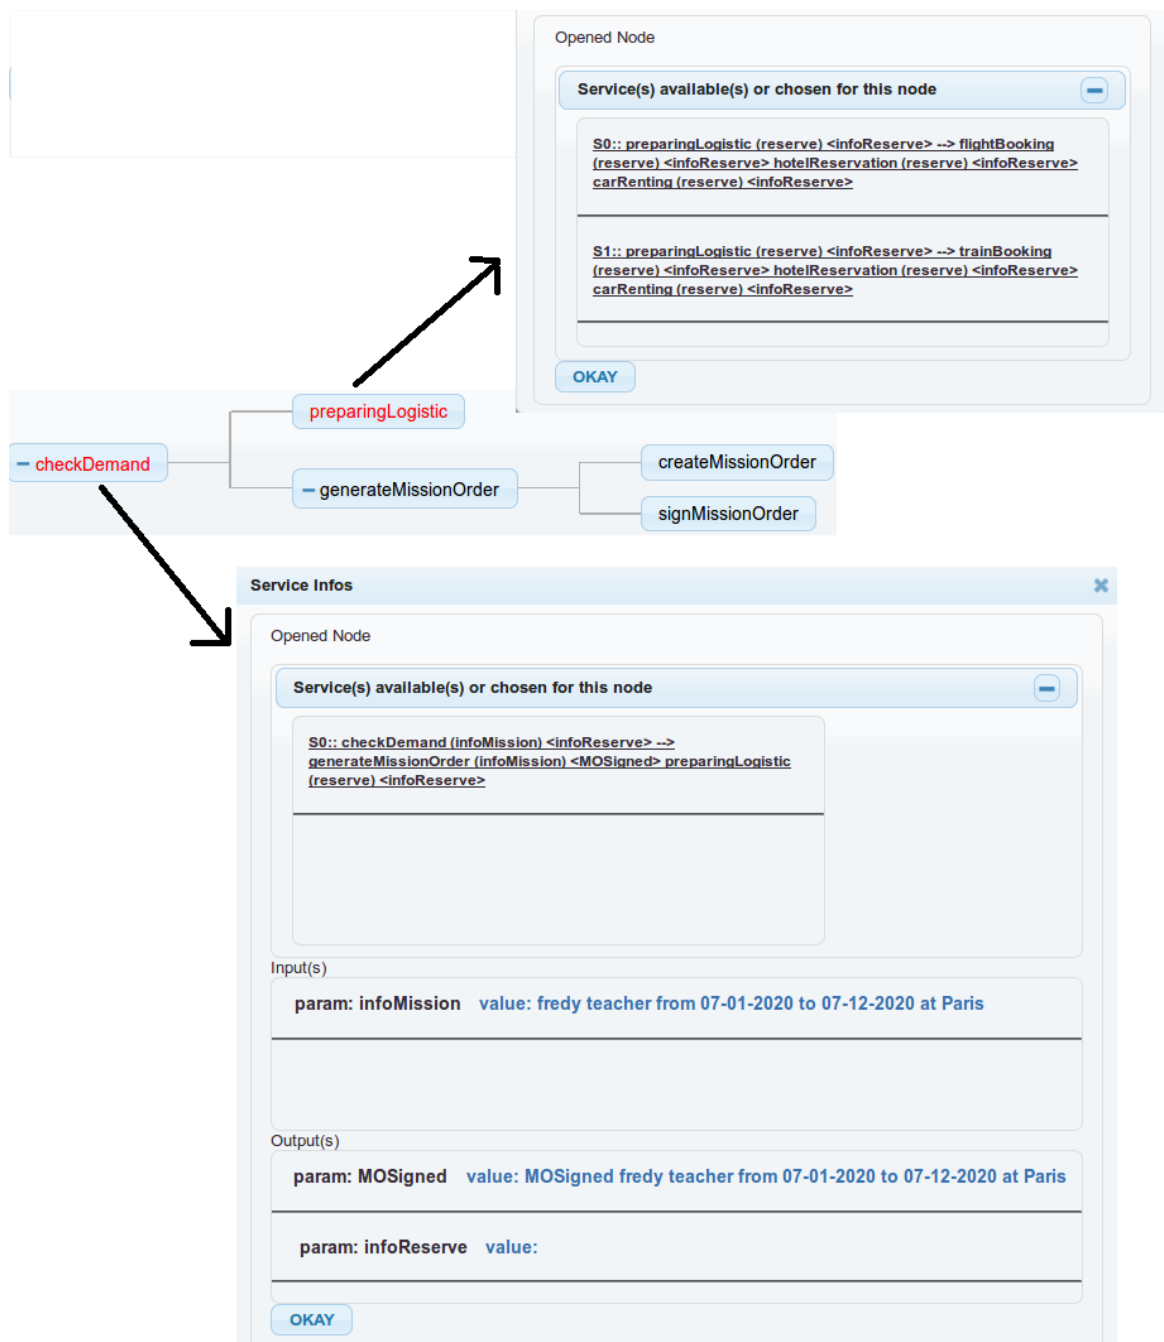 Opened Node
Service(s) available(s) or chosen for this node
S0:: preparingLogistic (reserve) <infoReserve> --> flightBooking
(reserve) <infoReserve> hotelReservation (reserve) <infoReserve>
carRenting (reserve) <infoReserve>
S1:: preparingLogistic (reserve) <infoReserve> --> trainBooking
(reserve) <infoReserve> hotelReservation (reserve) <infoReserve>
carRenting (reserve) <infoReserve>
OKAY
preparingLogistic
checkDemand
generateMissionOrder
createMissionOrder
signMissionOrder
Service Infos
Opened Node
Service(s) available(s) or chosen for this node
S0:: checkDemand (infoMission) <infoReserve> -->
generateMissionOrder (infoMission) <MOSigned> preparingLogistic
(reserve) <infoReserve>
Input(s)
param: infoMission value: fredy teacher from 07-01-2020 to 07-12-2020 at Paris
Output(s)
param: MOSigned value: MOSigned fredy teacher from 07-01-2020 to 07-12-2020 at Paris
param: infoReserve value:
OKAY